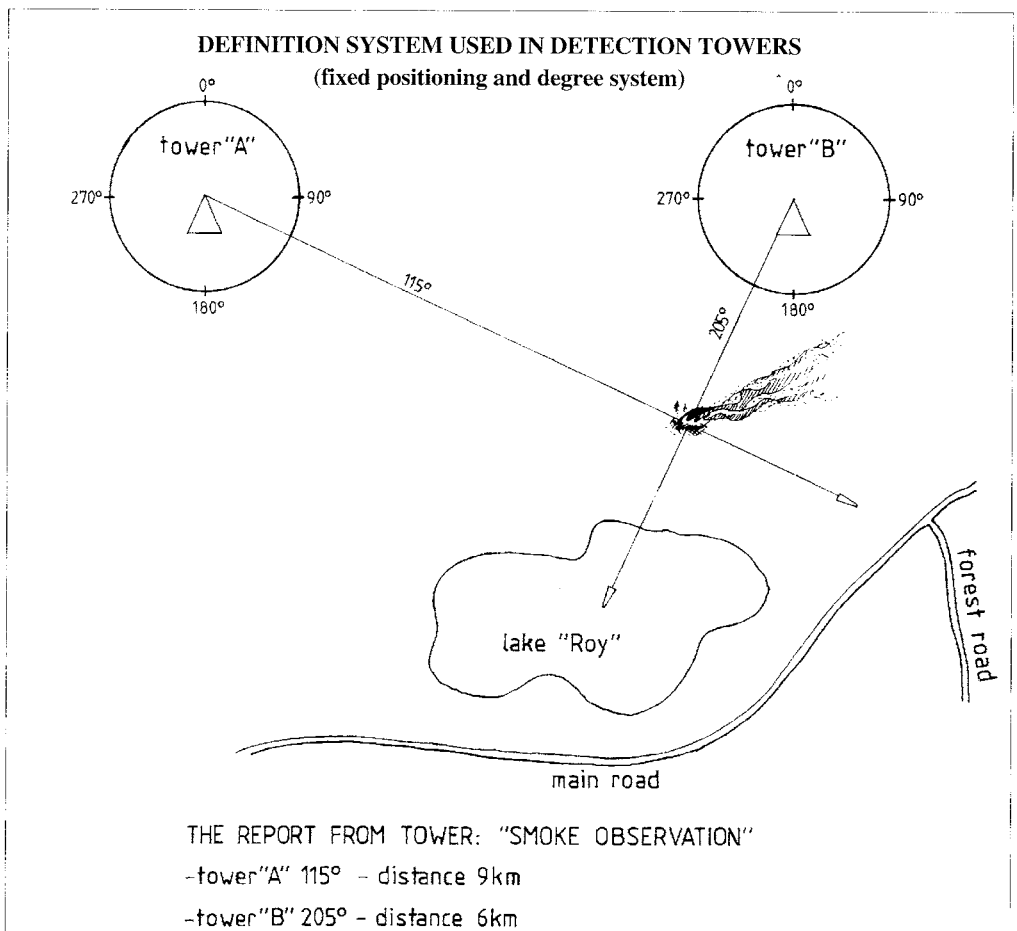 DEFINITION SYSTEM USED IN DETECTION TOWERS
(fixed positioning and degree system)
0°
tower"A"
270°
90°
180°
0°
tower"B"
270°
90°
180°
115°
205°
lake "Roy"
forest road
main road
THE REPORT FROM TOWER: "SMOKE OBSERVATION"
-tower"A" 115° - distance 9km
-tower"B" 205° - distance 6km